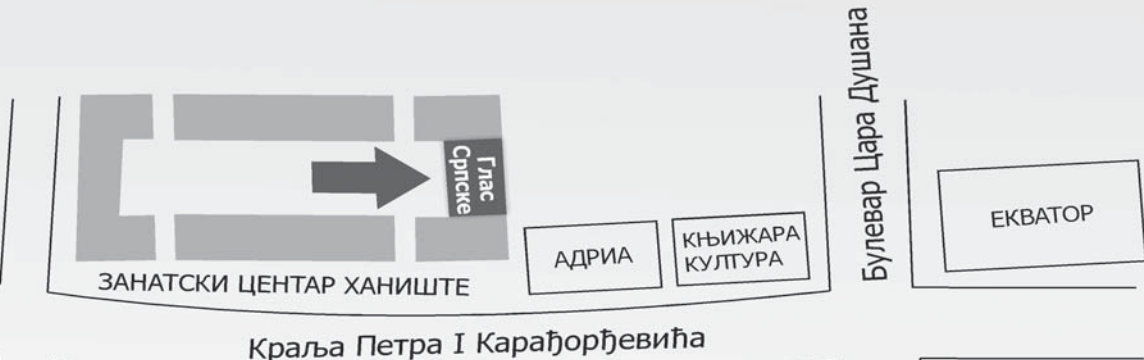 Булевар Цара Душана
Глас
Српске
ЕКВАТОР
КЊИЖАРА
КУЛТУРА
АДРИА
ЗАНАТСКИ ЦЕНТАР ХАНИШТЕ
Краља Петра I Карађорђевића